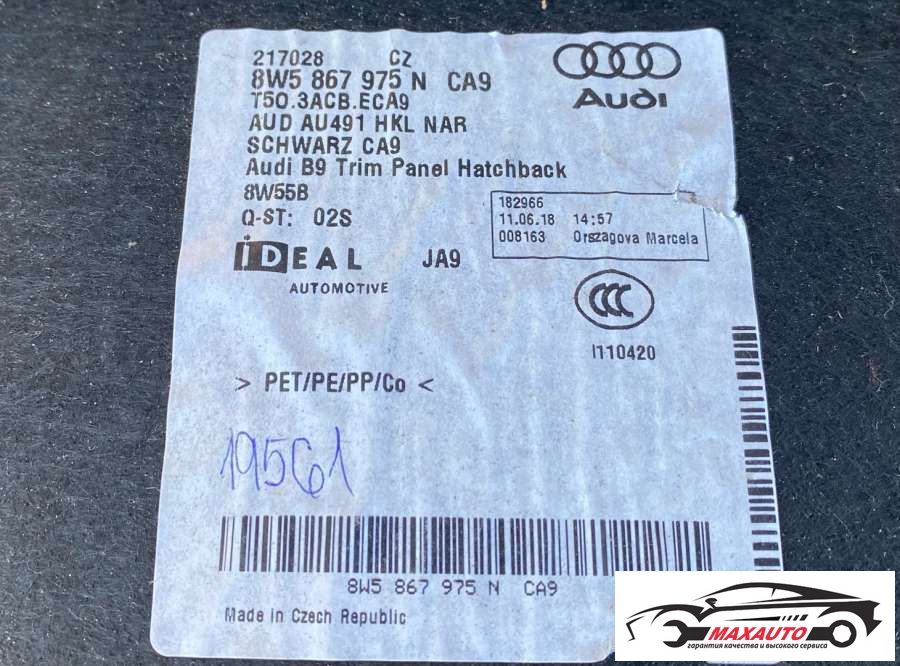 217028 CZ
8W5 867 975 N CA9
T50.3ACB.ECA9
AUD AU491 HKL NAR
SCHWARZ CA9
Audi B9 Trim Panel Hatchback
8W55B
Q-ST: 02S
Audi
182966
11.06.18 14:57
008163 Orszagova Marcela
iDEAL JA9
AUTOMOTIVE
CCC
I110420
> PET/PE/PP/Co <
19561
8W5 867 975 N CA9
Made in Czech Republic
MAXAUTO
гарантия качества и высокого сервиса